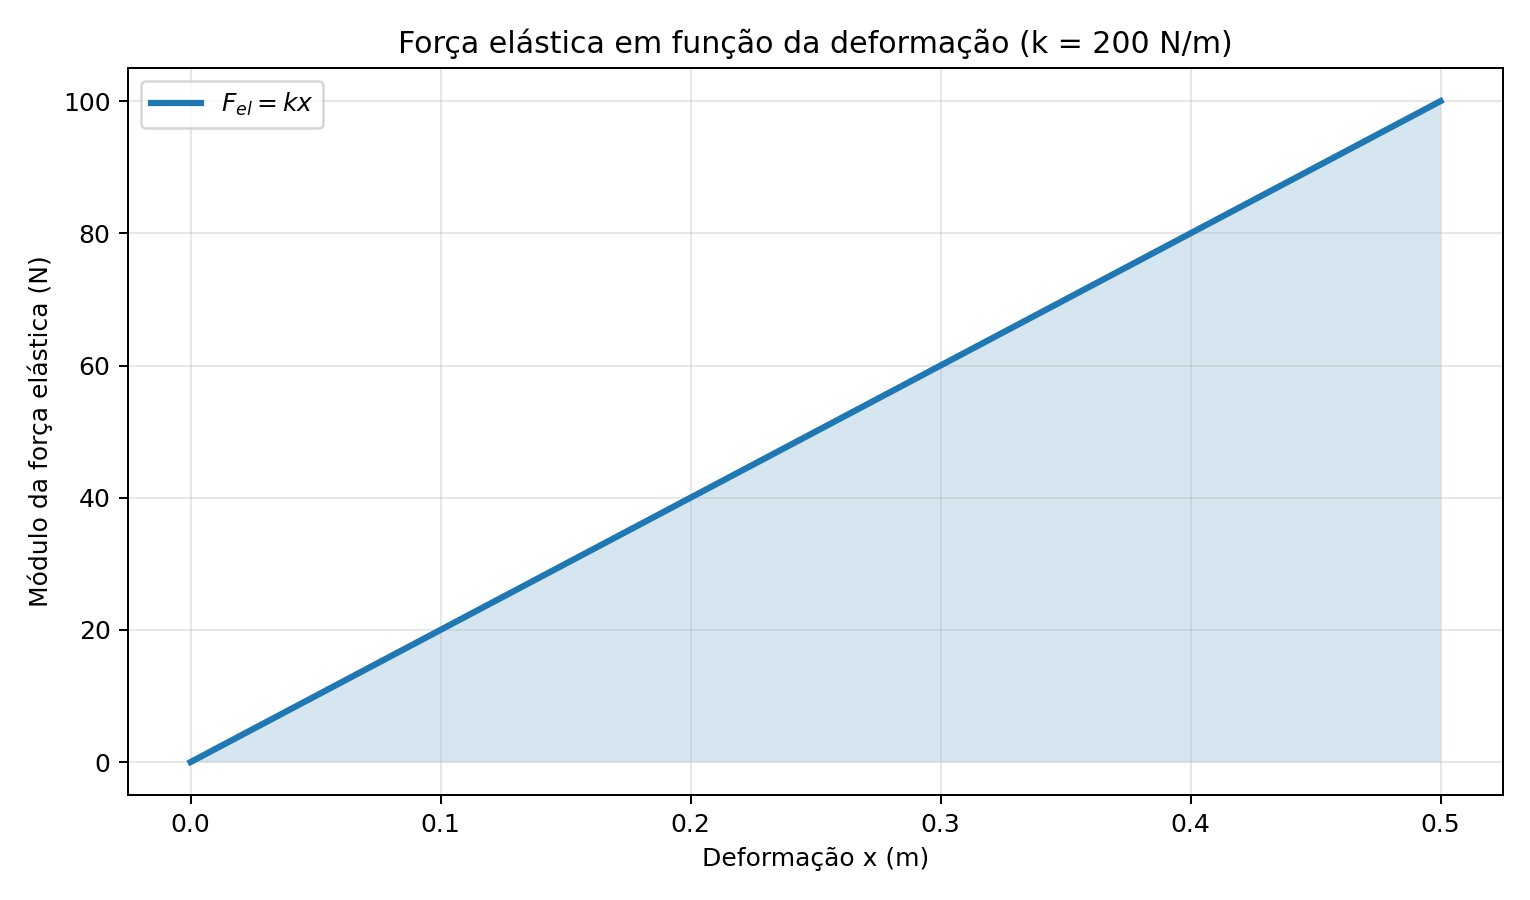 Força elástica em função da deformação (k = 200 N/m)
F_el = kx
Módulo da força elástica (N)
100
80
60
40
20
0
0.0 0.1 0.2 0.3 0.4 0.5
Deformação x (m)